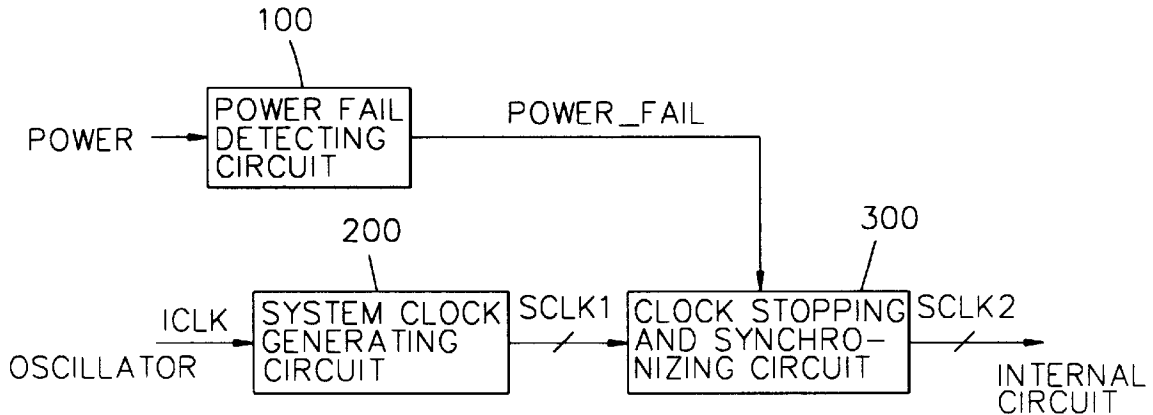 100
POWER FAIL
DETECTING
CIRCUIT
POWER
POWER_FAIL
200
300
ICLK
OSCILLATOR
SYSTEM CLOCK
GENERATING
CIRCUIT
SCLK1
CLOCK STOPPING
AND SYNCHRO-
NIZING CIRCUIT
SCLK2
INTERNAL
CIRCUIT